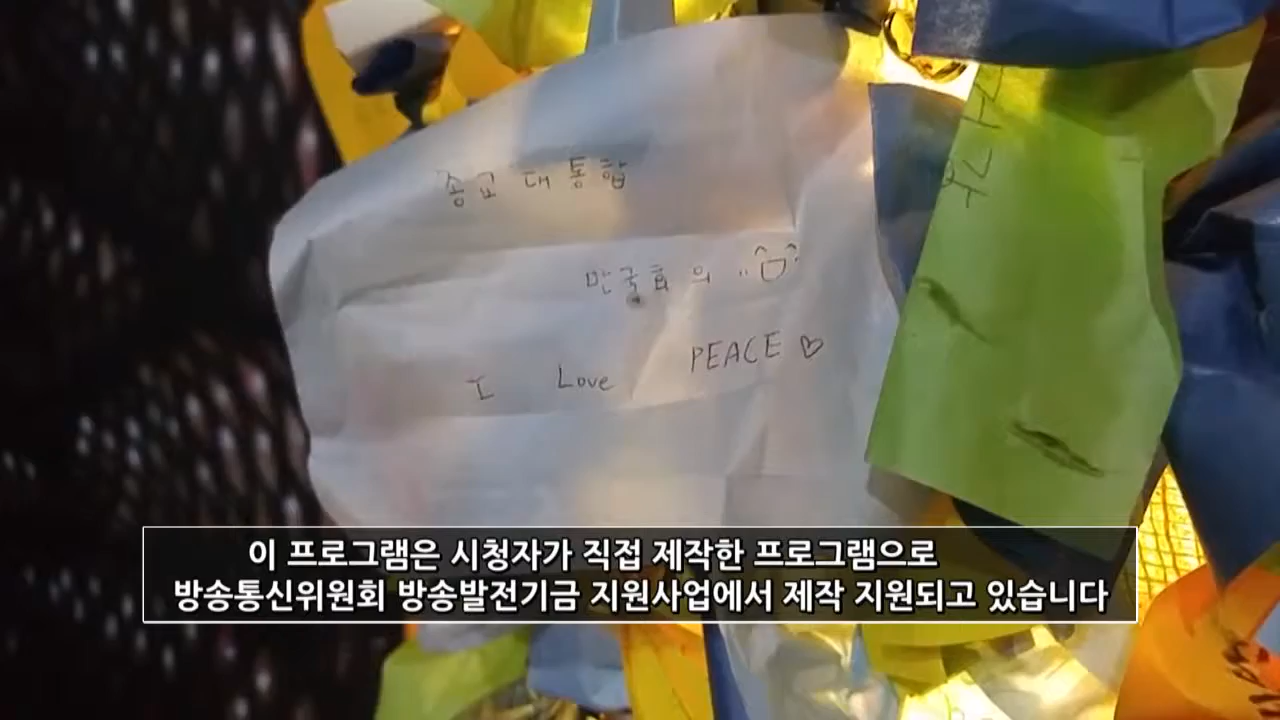 종교 대통합
만국회의
I Love PEACE ♡
이 프로그램은 시청자가 직접 제작한 프로그램으로
방송통신위원회 방송발전기금 지원사업에서 제작 지원되고 있습니다